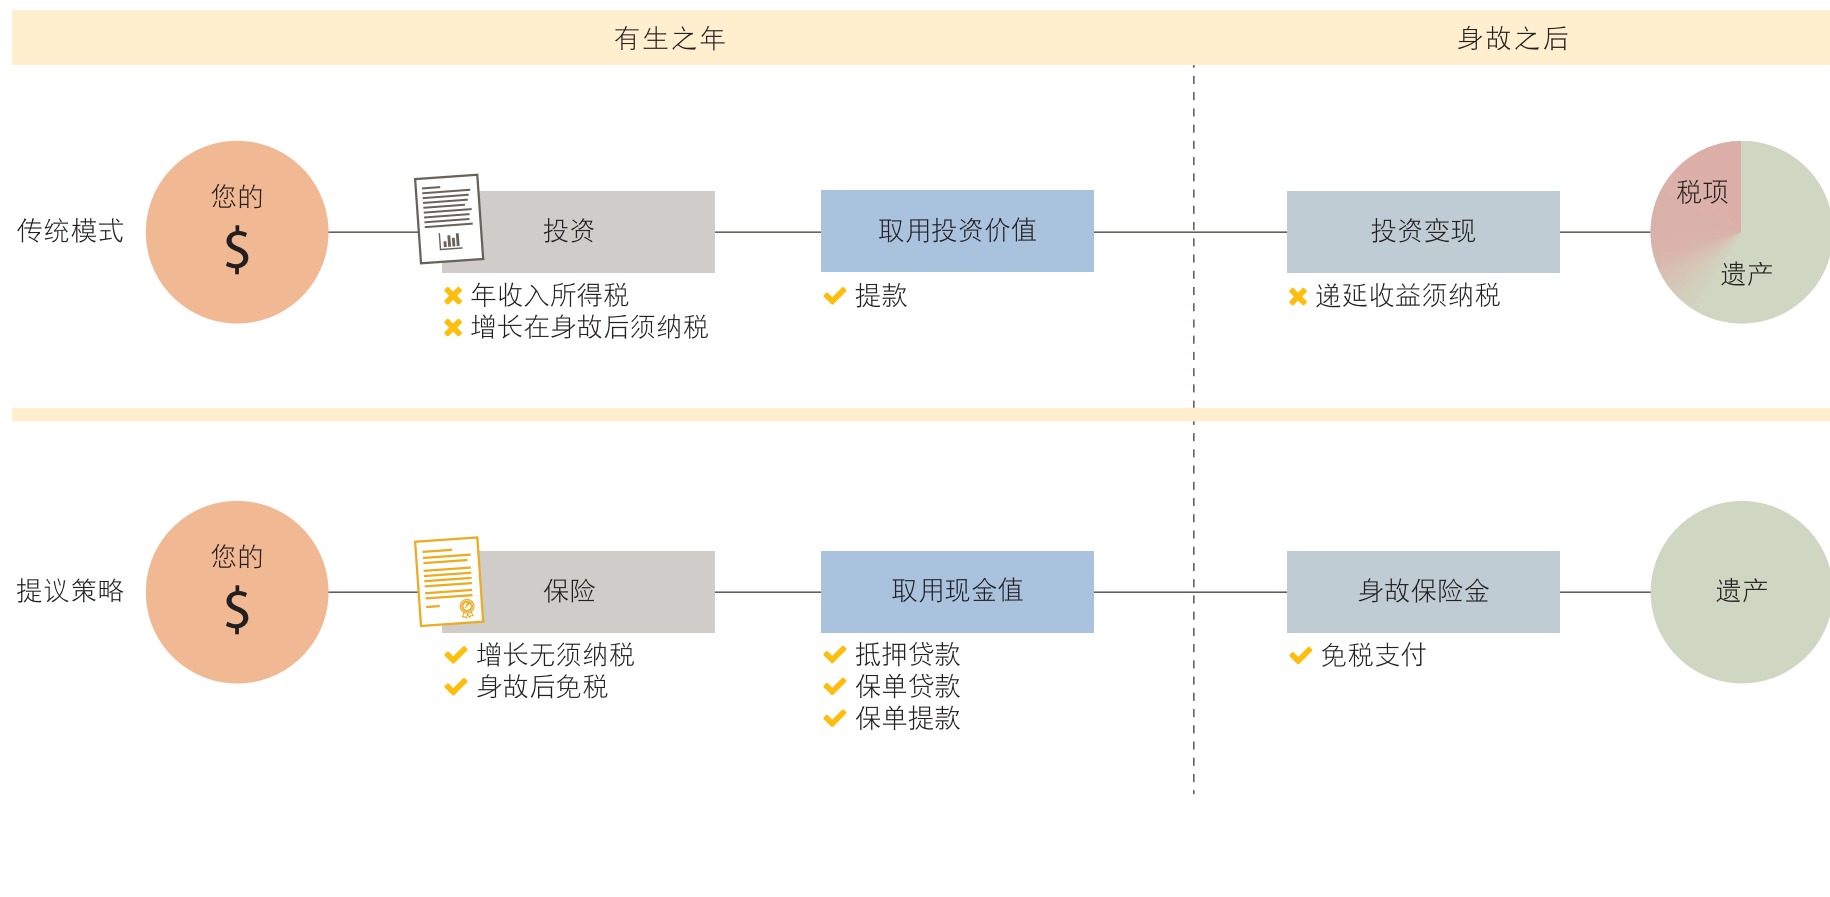 有生之年
身故之后
传统模式
您的
$
投资
年收入所得税
增长在身故后须纳税
取用投资价值
提款
投资变现
递延收益须纳税
税项
遗产
提议策略
您的
$
保险
增长无须纳税
身故后免税
取用现金值
抵押贷款
保单贷款
保单提款
身故保险金
免税支付
遗产